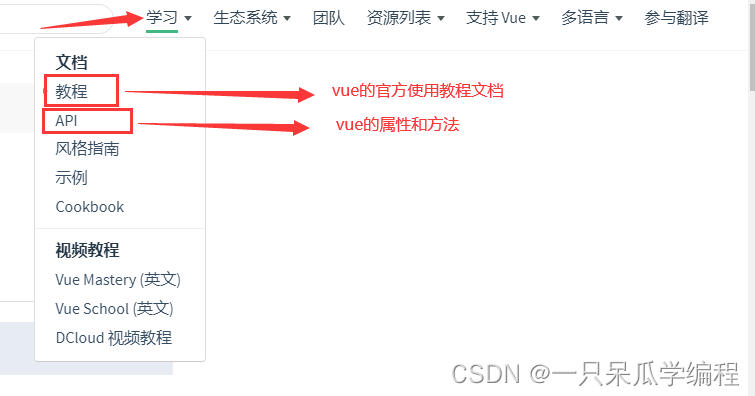 学习 生态系统 团队 资源列表 支持 Vue 多语言 参与翻译
文档
教程 vue的官方使用教程文档
API vue的属性和方法
风格指南
示例
Cookbook
视频教程
Vue Mastery (英文)
Vue School (英文)
DCloud 视频教程
CSDN @一只呆瓜学编程